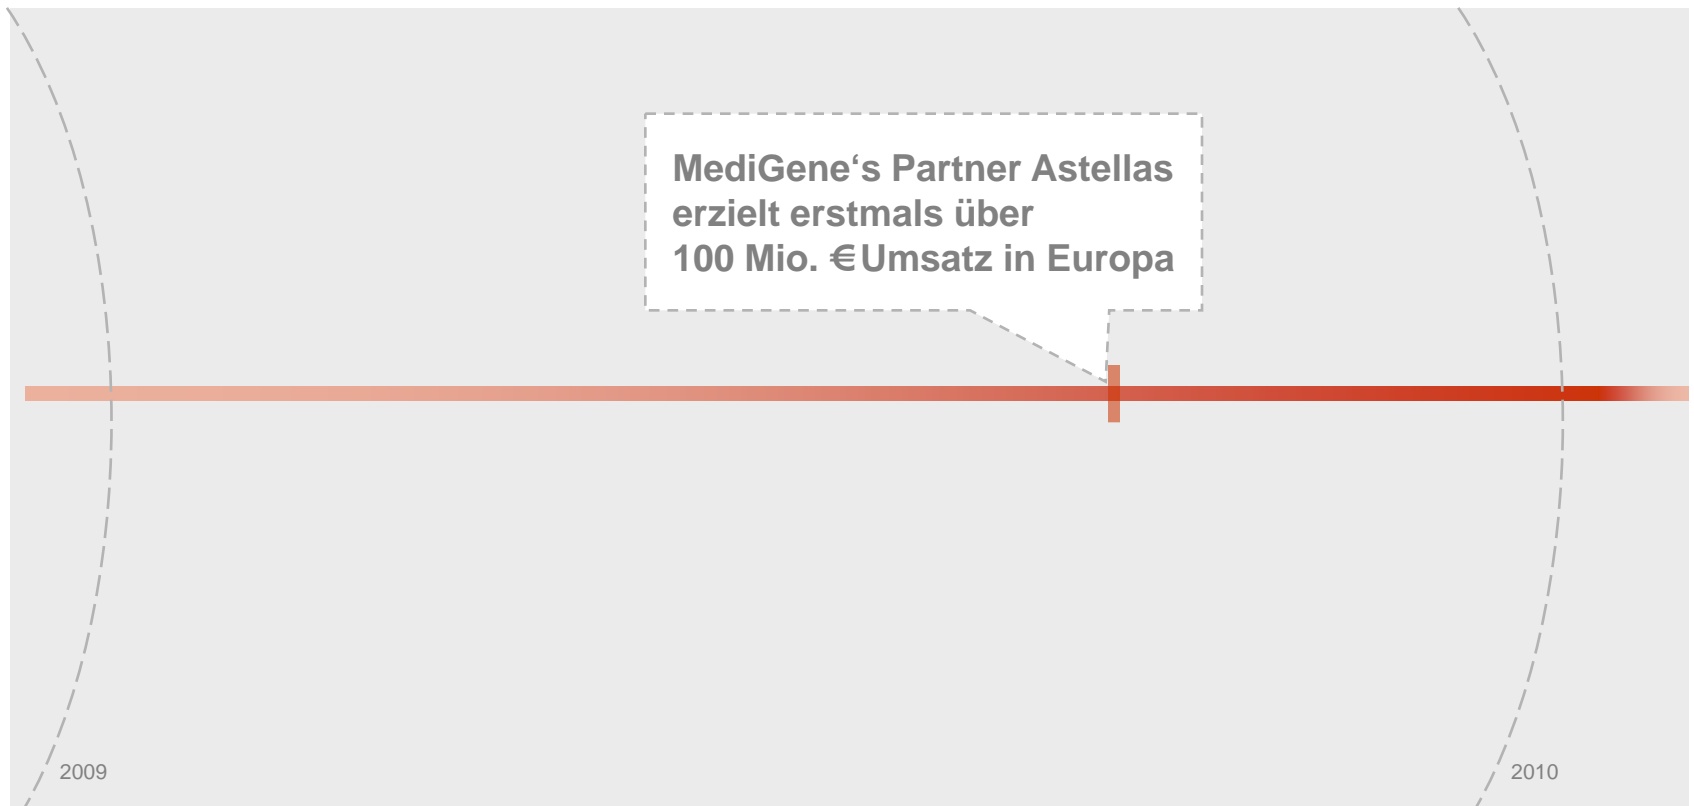 MediGene‘s Partner Astellas
erzielt erstmals über
100 Mio. €Umsatz in Europa
2009
2010